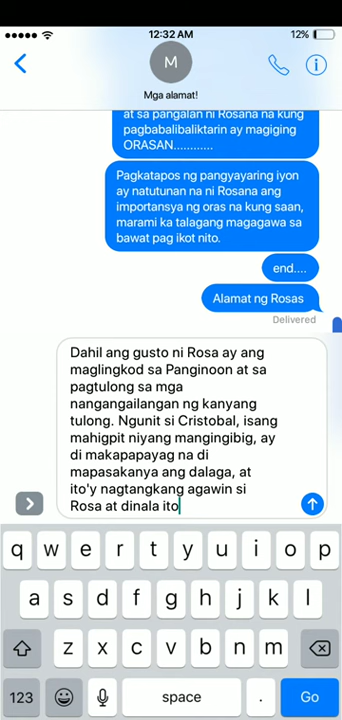 12:32 AM
12%
M
Mga alamat!
at sa pangalan ni Rosana na kung
pagbabalibaliktarin ay magiging
ORASAN............
Pagkatapos ng pangyayaring iyon
ay natutunan na ni Rosana ang
importansya ng oras na kung saan,
marami ka talagang magagawa sa
bawat pag ikot nito.
end....
Alamat ng Rosas
Delivered
Dahil ang gusto ni Rosa ay ang
maglingkod sa Panginoon at sa
pagtulong sa mga
nangangailangan ng kanyang
tulong. Ngunit si Cristobal, isang
mahigpit niyang mangingibig, ay
di makapapayag na di
mapasakanya ang dalaga, at
ito'y nagtangkang agawin si
Rosa at dinala ito
q w e r t y u i o p
a s d f g h j k l
z x c v b n m
123 space . Go